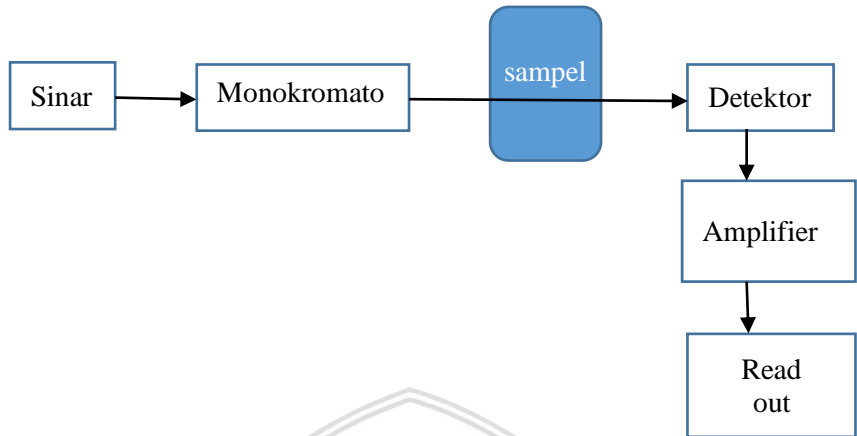 sampel
Sinar
Monokromato
Detektor
Amplifier
Read
out